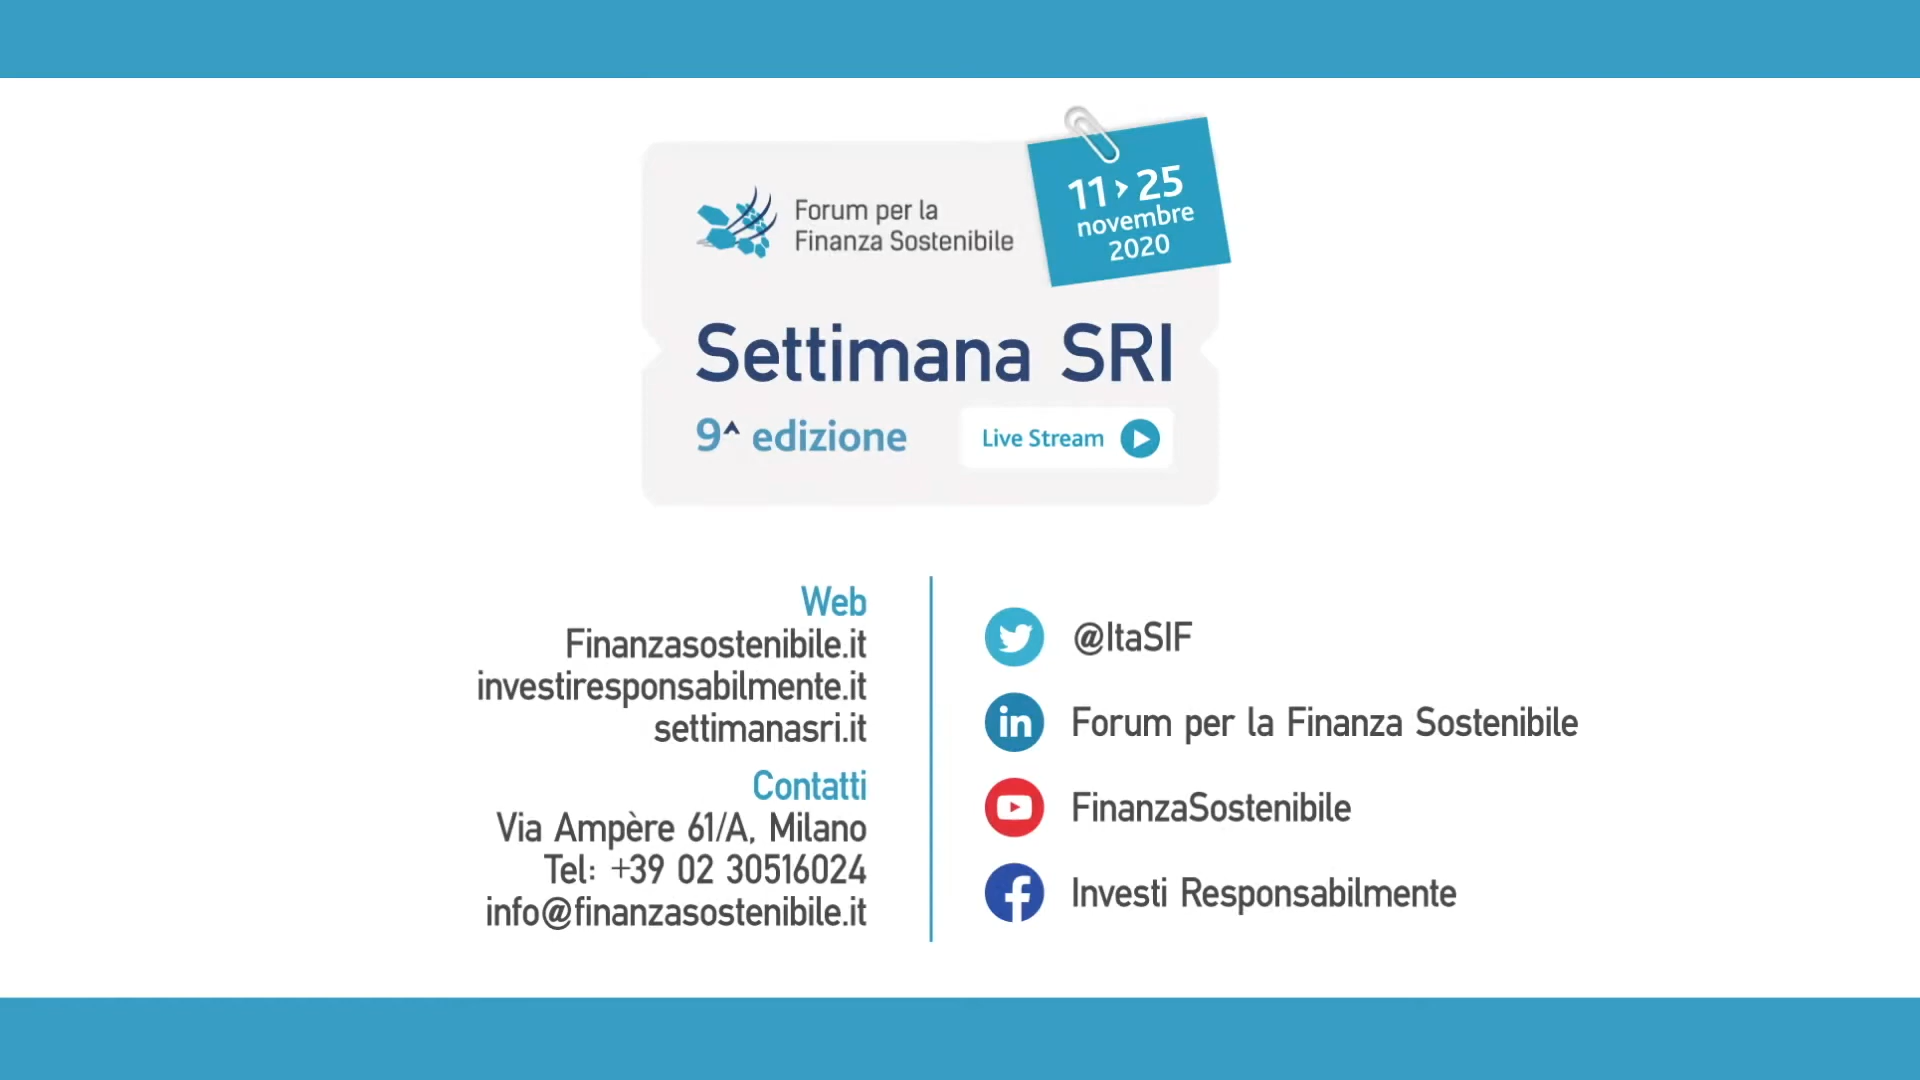 Forum per la
Finanza Sostenibile
11 > 25
novembre
2020
Settimana SRI
9^ edizione
Live Stream
Web
Finanzasostenibile.it
investiresponsabilmente.it
settimanasri.it
Contatti
Via Ampère 61/A, Milano
Tel: +39 02 30516024
info@finanzasostenibile.it
@ItaSIF
in Forum per la Finanza Sostenibile
FinanzaSostenibile
f Investi Responsabilmente